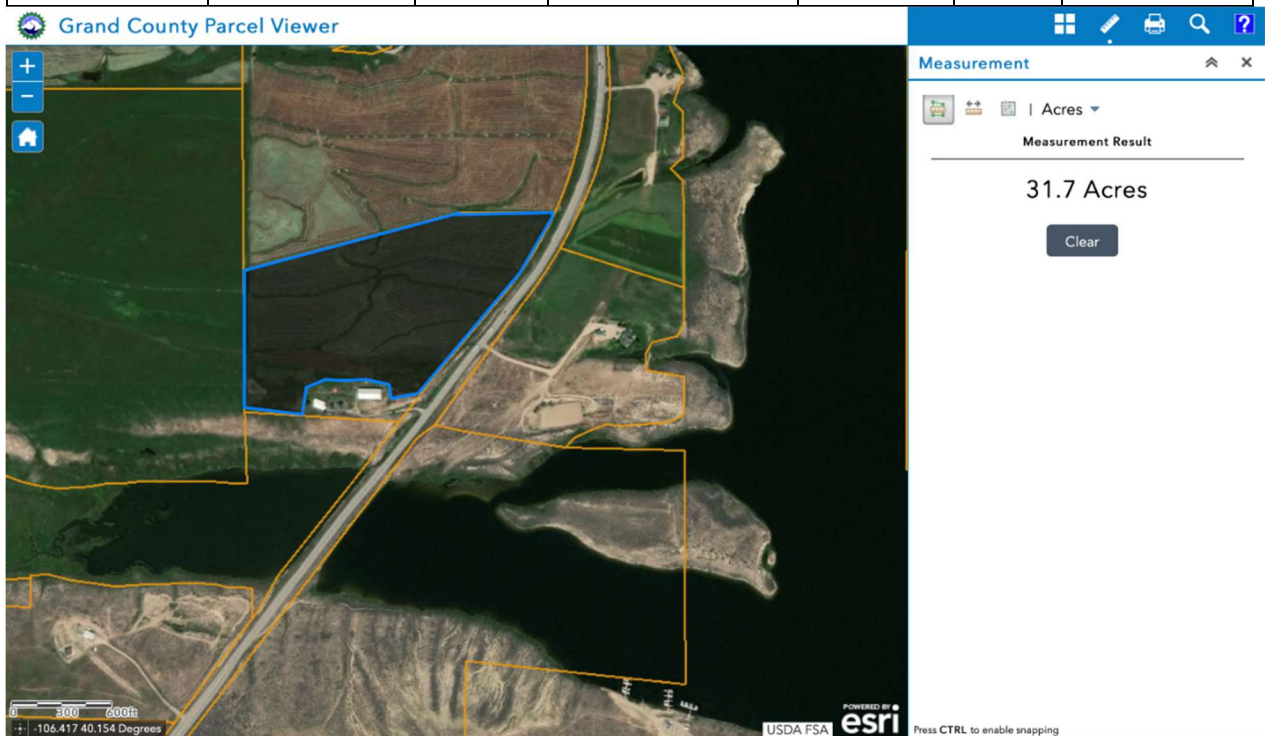 Grand County Parcel Viewer
?
+
−
Measurement
| Acres
Measurement Result
31.7 Acres
Clear
0 300 600ft
-106.417 40.154 Degrees
USDA FSA
POWERED BY
esri
Press CTRL to enable snapping